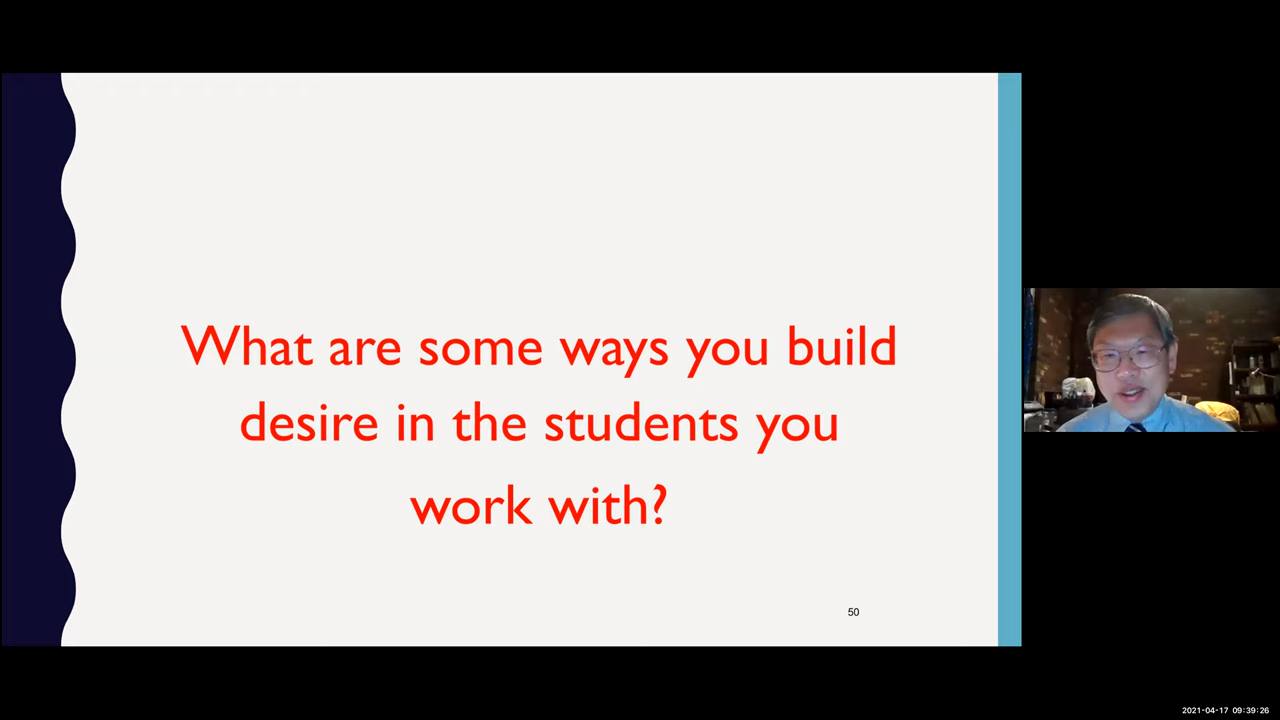 What are some ways you build
desire in the students you
work with?
50
2021-04-17 09:39:26